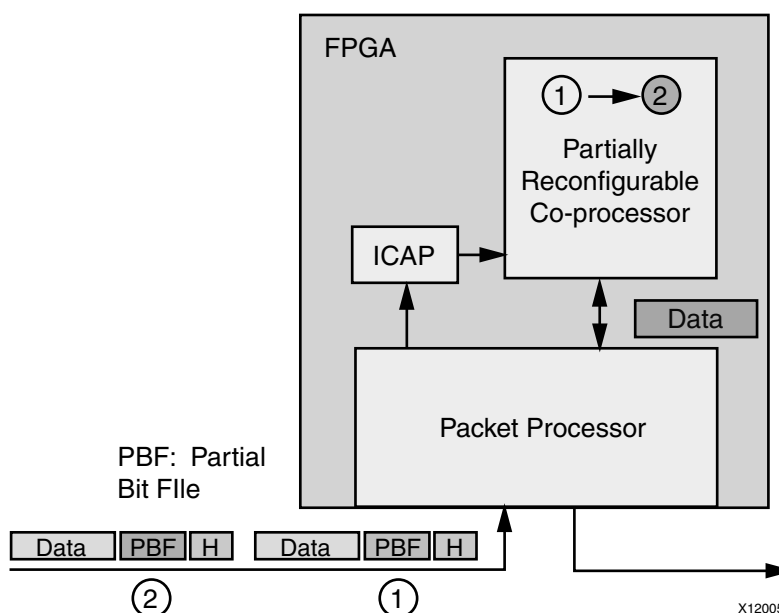 FPGA
1 2
Partially
Reconfigurable
Co-processor
ICAP
Data
Packet Processor
PBF: Partial
Bit FIle
Data PBF H Data PBF H
2 1
X12005